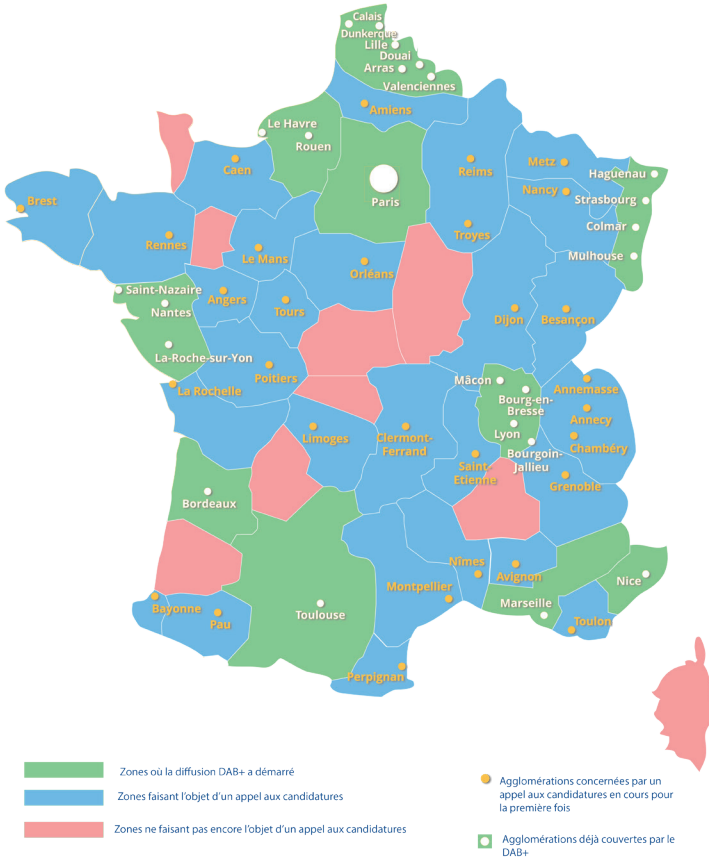 Calais
Dunkerque
Lille
Douai
Arras
Valenciennes
Amiens
Le Havre
Rouen
Caen
Reims
Metz
Haguenau
Paris
Nancy
Strasbourg
Brest
Colmar
Rennes
Troyes
Le Mans
Mulhouse
Orléans
Saint-Nazaire
Angers
Nantes
Tours
Dijon
Besançon
La-Roche-sur-Yon
Poitiers
Mâcon
La Rochelle
Annemasse
Bourg-en-
Bresse
Annecy
Limoges
Clermont-
Ferrand
Lyon
Chambéry
Bourgoin-
Jallieu
Saint-
Etienne
Grenoble
Bordeaux
Nîmes
Avignon
Nice
Montpellier
Bayonne
Marseille
Toulouse
Pau
Toulon
Perpignan
Zones où la diffusion DAB+ a démarré
Zones faisant l'objet d'un appel aux candidatures
Zones ne faisant pas encore l'objet d'un appel aux candidatures
Agglomérations concernées par un
appel aux candidatures en cours pour
la première fois
Agglomérations déjà couvertes par le
DAB+